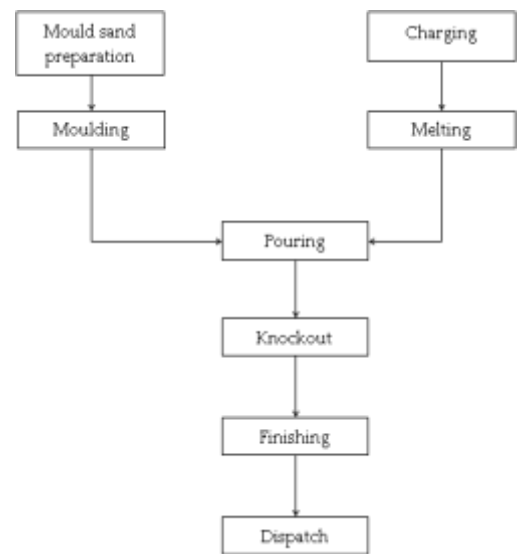 Mould sand
preparation
Charging
Moulding
Melting
Pouring
Knockout
Finishing
Dispatch